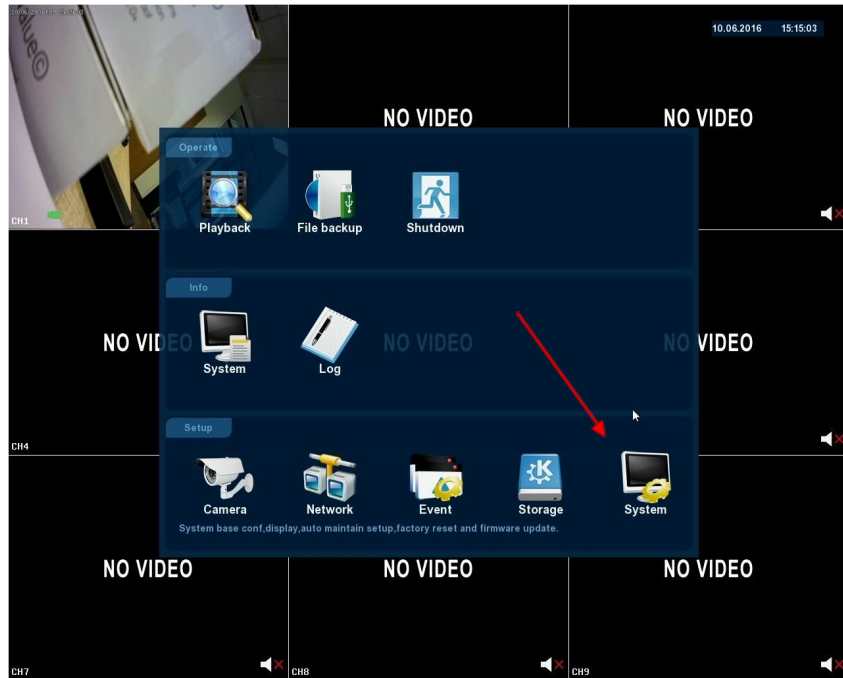 10.06.2016 15:15:03
NO VIDEO NO VIDEO
Operate
CH1
Playback File backup Shutdown
Info
NO VIDEO NO VIDEO NO VIDEO
System Log
Setup
CH4
Camera Network Event Storage System
System base conf,display,auto maintain setup,factory reset and firmware update.
NO VIDEO NO VIDEO NO VIDEO
CH7 CH8 CH9